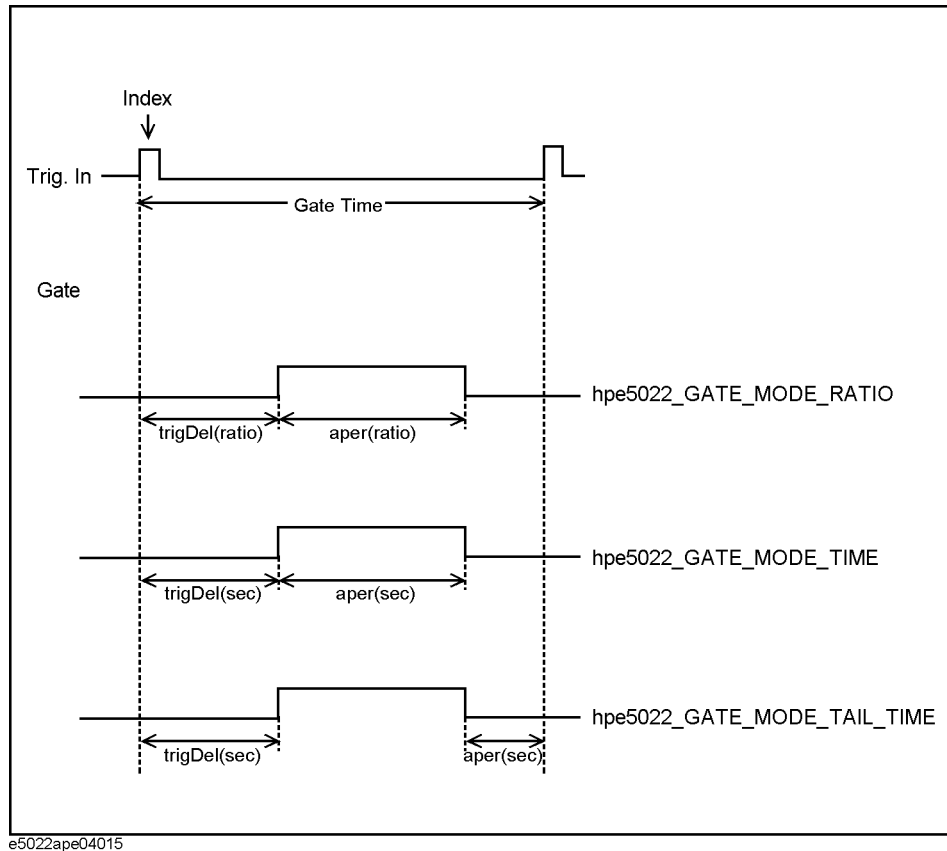 Index
Trig. In
Gate Time
Gate
hpe5022_GATE_MODE_RATIO
trigDel(ratio)
aper(ratio)
hpe5022_GATE_MODE_TIME
trigDel(sec)
aper(sec)
hpe5022_GATE_MODE_TAIL_TIME
trigDel(sec)
aper(sec)
e5022ape04015